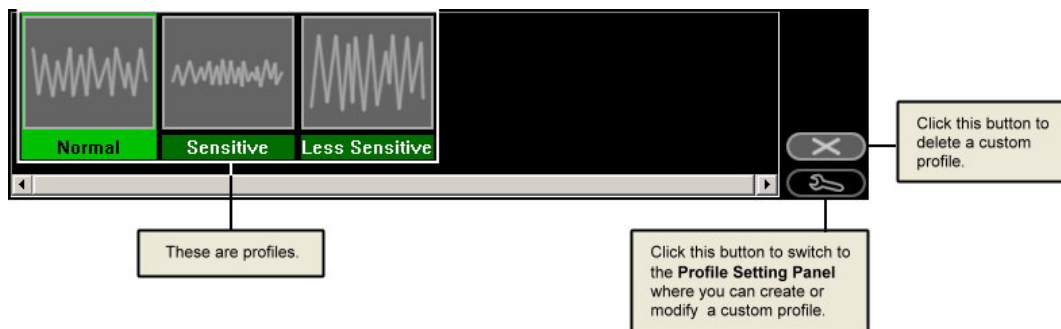 Normal
Sensitive
Less Sensitive
Click this button to
delete a custom
profile.
These are profiles.
Click this button to switch to
the Profile Setting Panel
where you can create or
modify a custom profile.